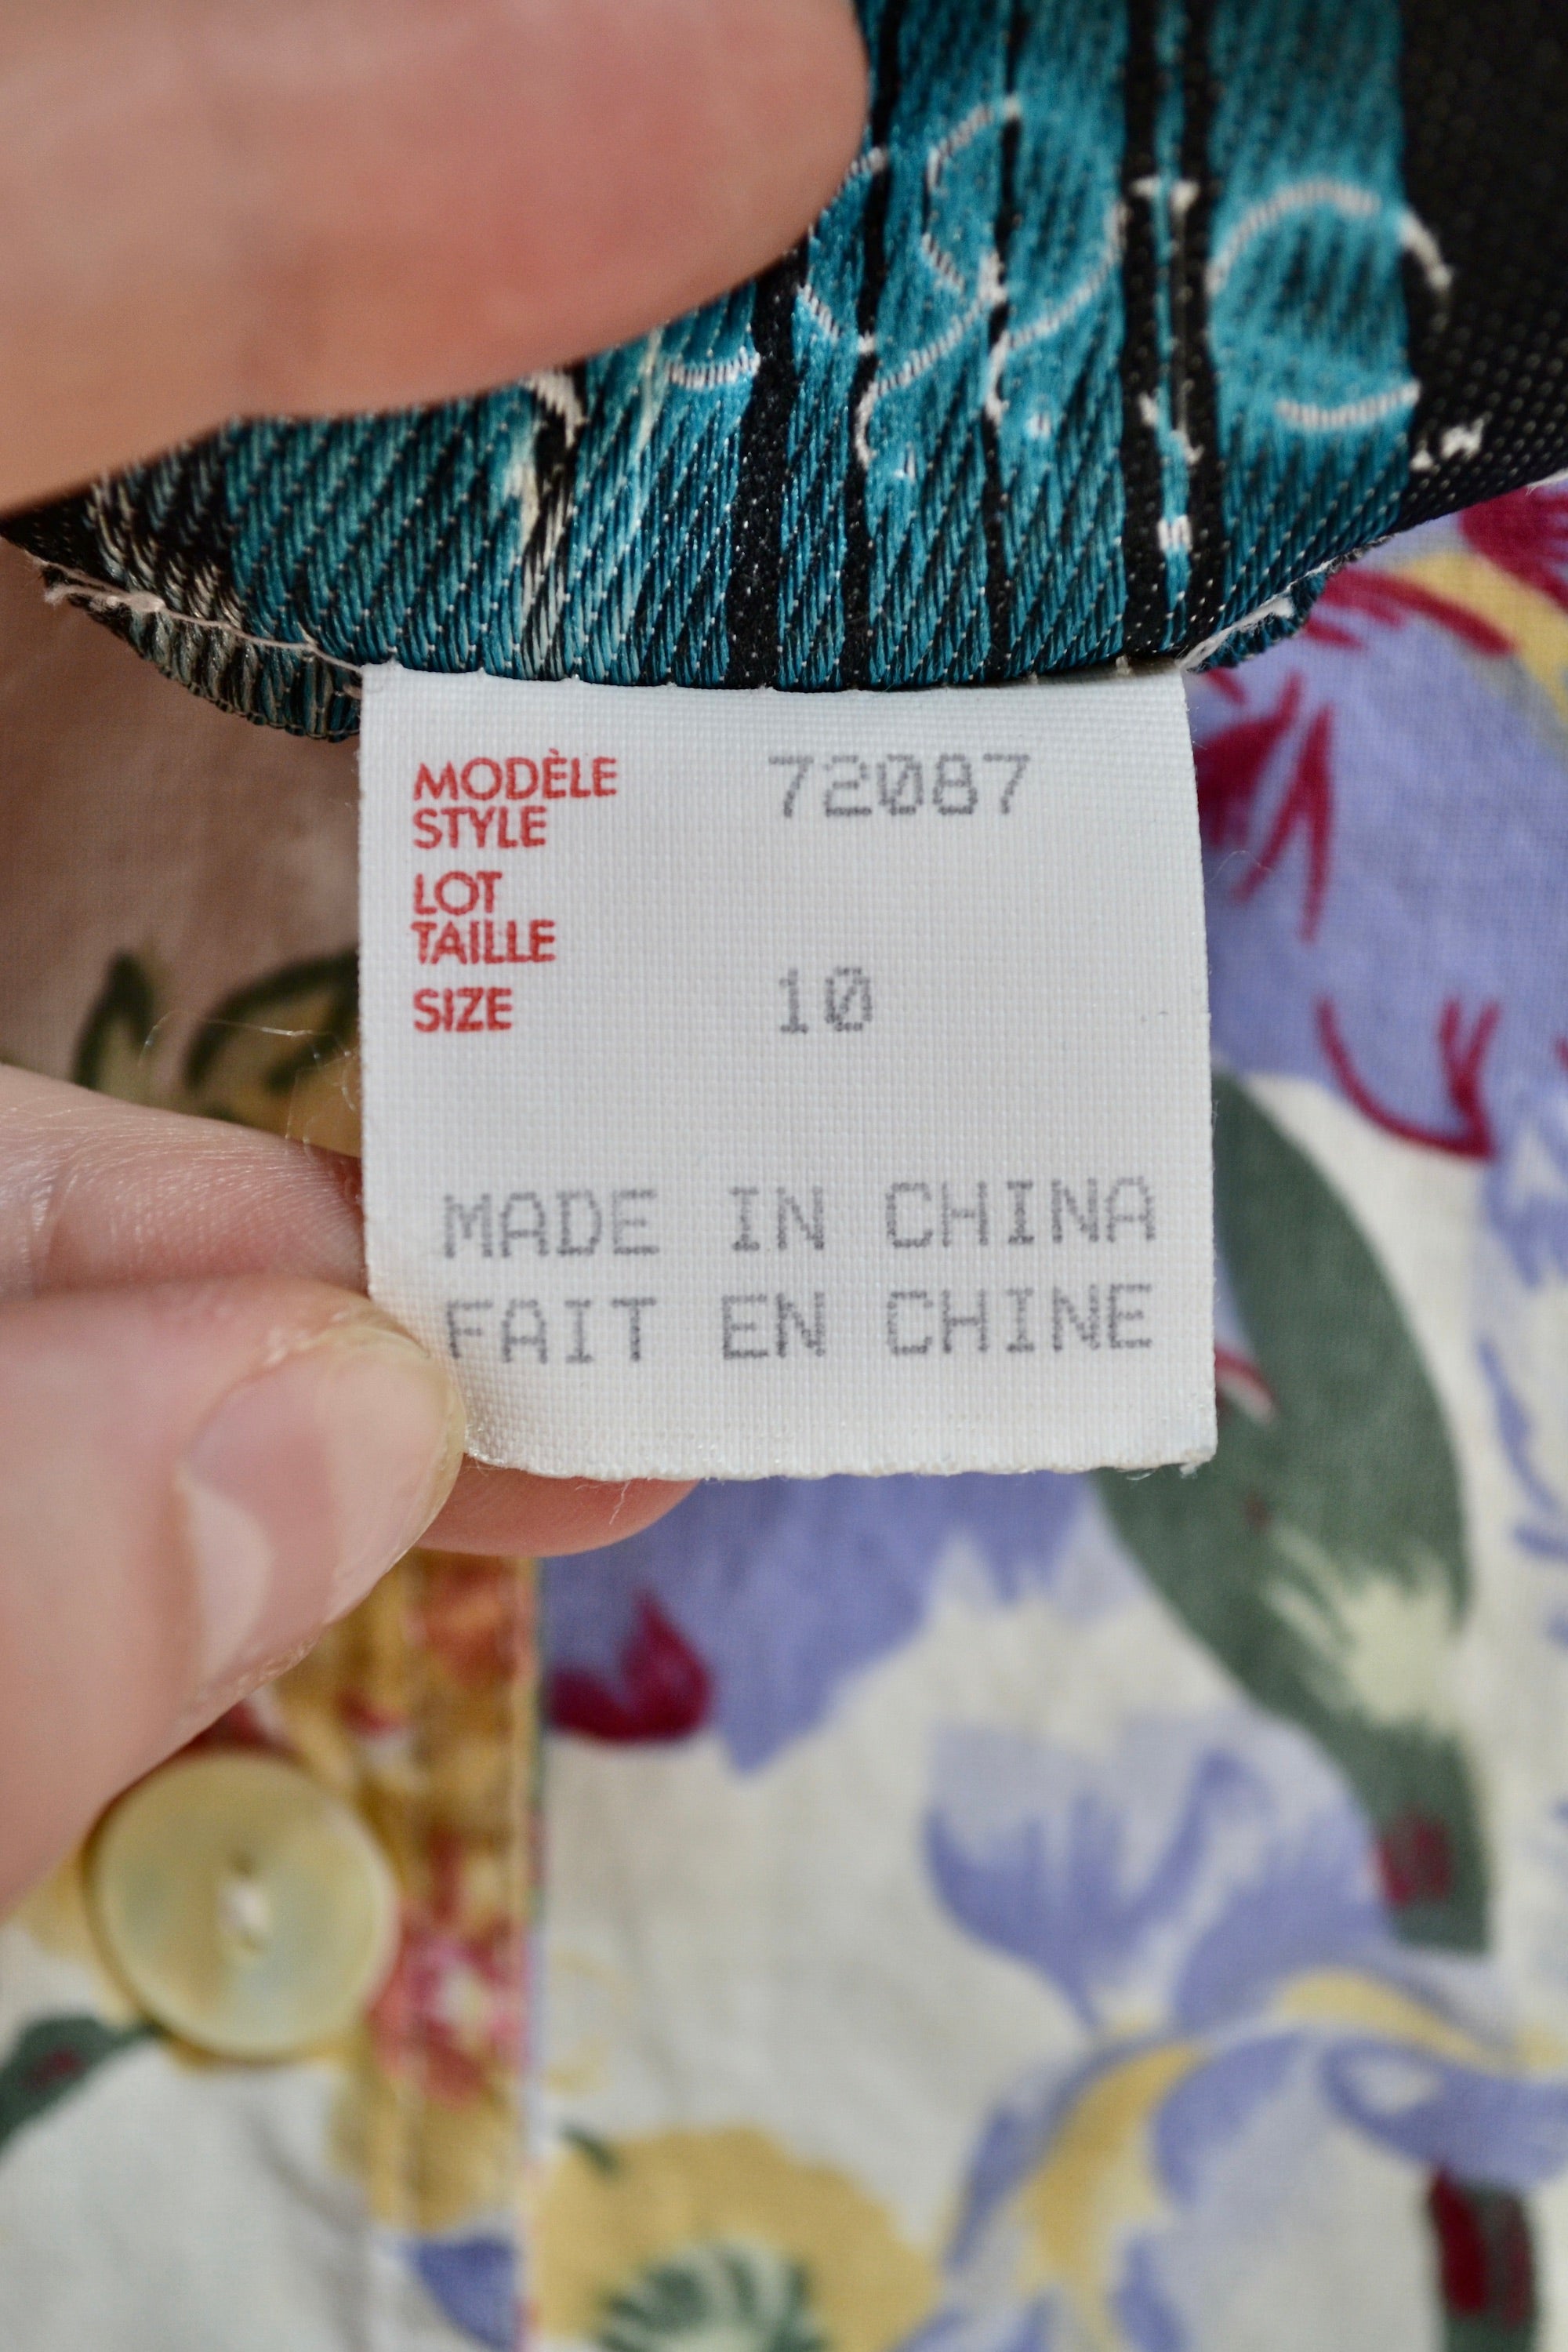 MODÈLE 72087
STYLE
LOT
TAILLE
SIZE 10
MADE IN CHINA
FAIT EN CHINE